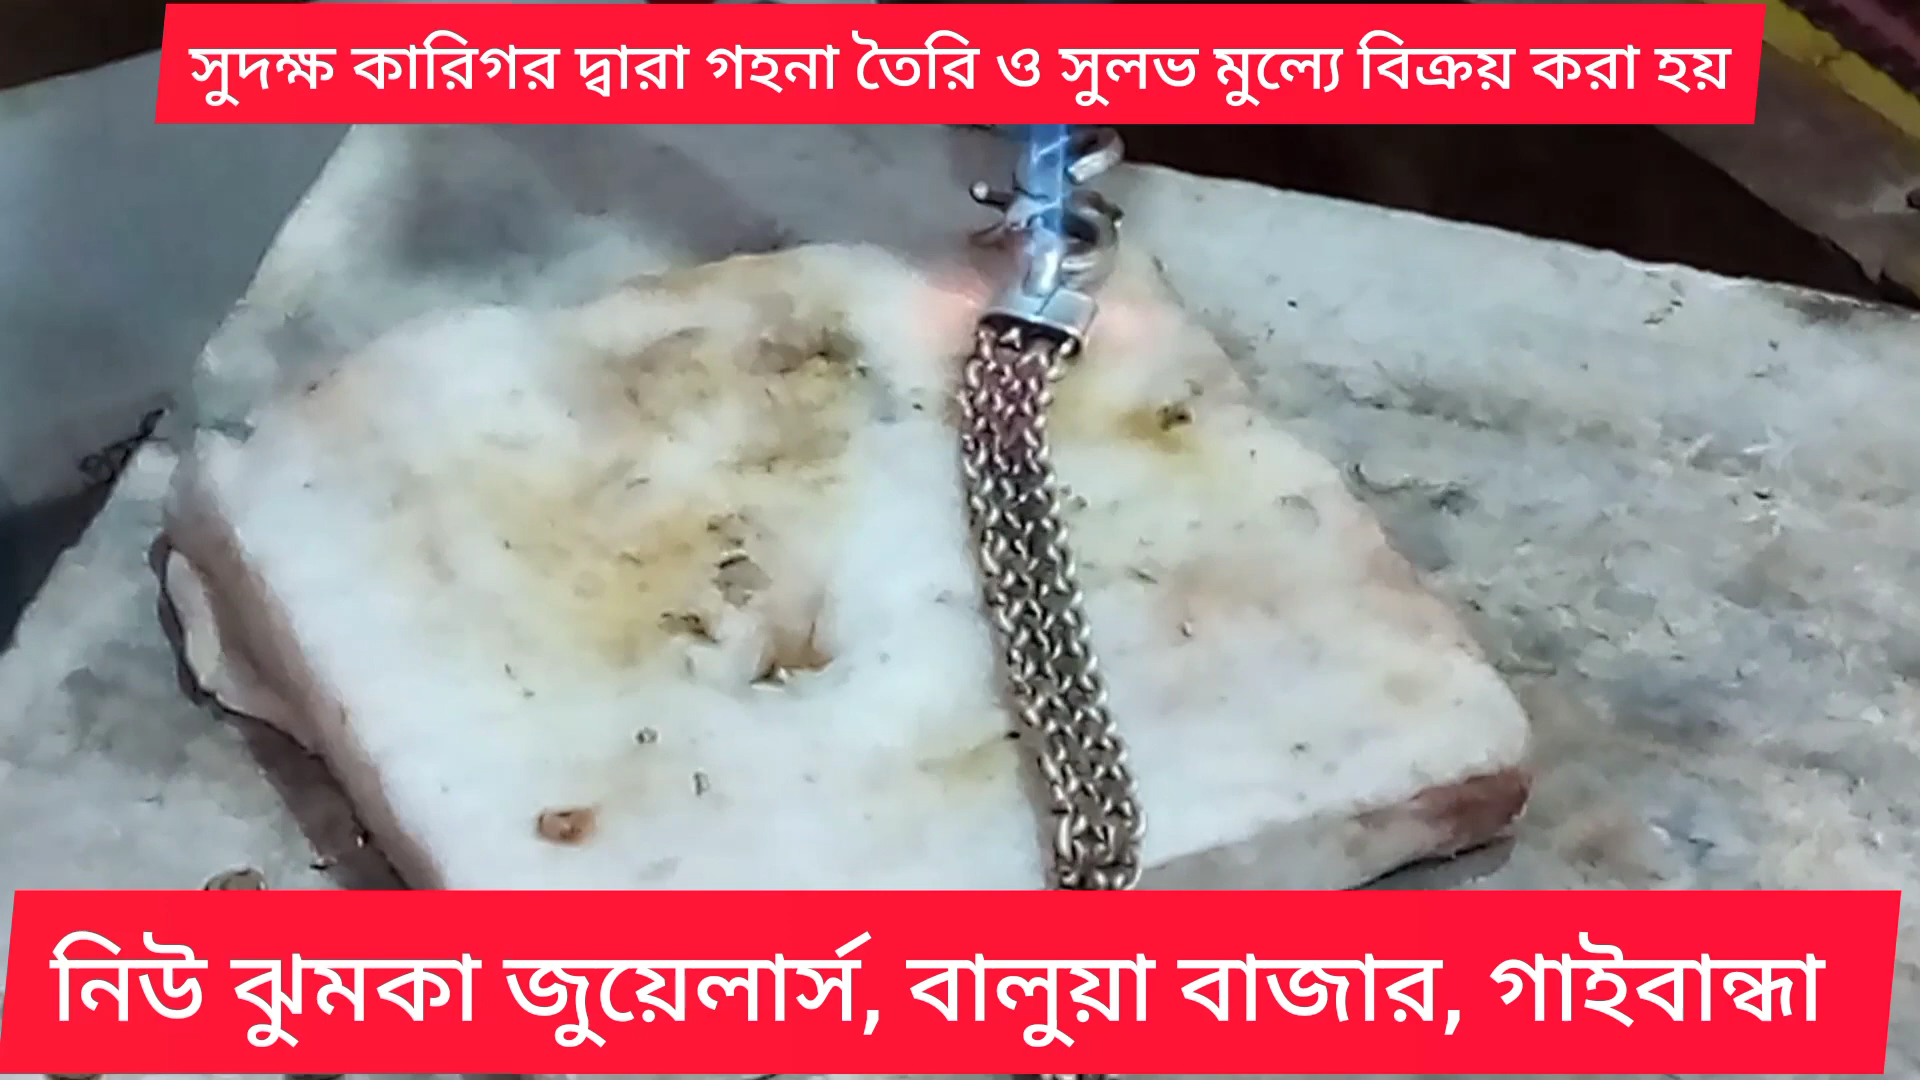 সুদক্ষ কারিগর দ্বারা গহনা তৈরি ও সুলভ মুল্যে বিক্রয় করা হয়
নিউ ঝুমকা জুয়েলার্স, বালুয়া বাজার, গাইবান্ধা